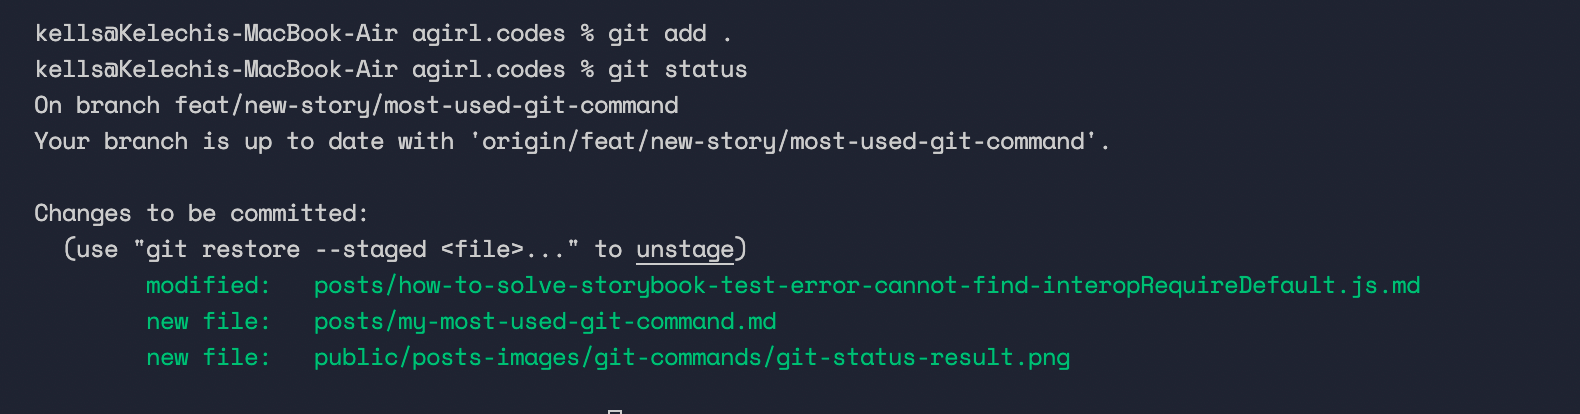 kells@Kelechis-MacBook-Air agirl.codes % git add .
kells@Kelechis-MacBook-Air agirl.codes % git status
On branch feat/new-story/most-used-git-command
Your branch is up to date with 'origin/feat/new-story/most-used-git-command'.
Changes to be committed:
(use "git restore --staged <file>..." to unstage)
modified: posts/how-to-solve-storybook-test-error-cannot-find-interopRequireDefault.js.md
new file: posts/my-most-used-git-command.md
new file: public/posts-images/git-commands/git-status-result.png